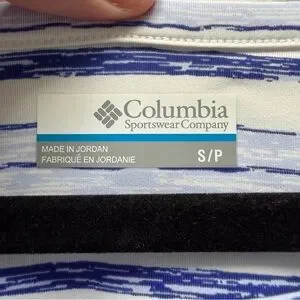 Columbia
Sportswear Company
MADE IN JORDAN
FABRIQUÉ EN JORDANIE
S/P